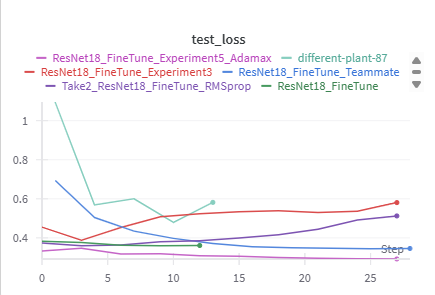 test_loss
ResNet18_FineTune_Experiment5_Adamax different-plant-87
ResNet18_FineTune_Experiment3 ResNet18_FineTune_Teammate
Take2_ResNet18_FineTune_RMSprop ResNet18_FineTune
1
0.8
0.6
0.4
Step
0 5 10 15 20 25